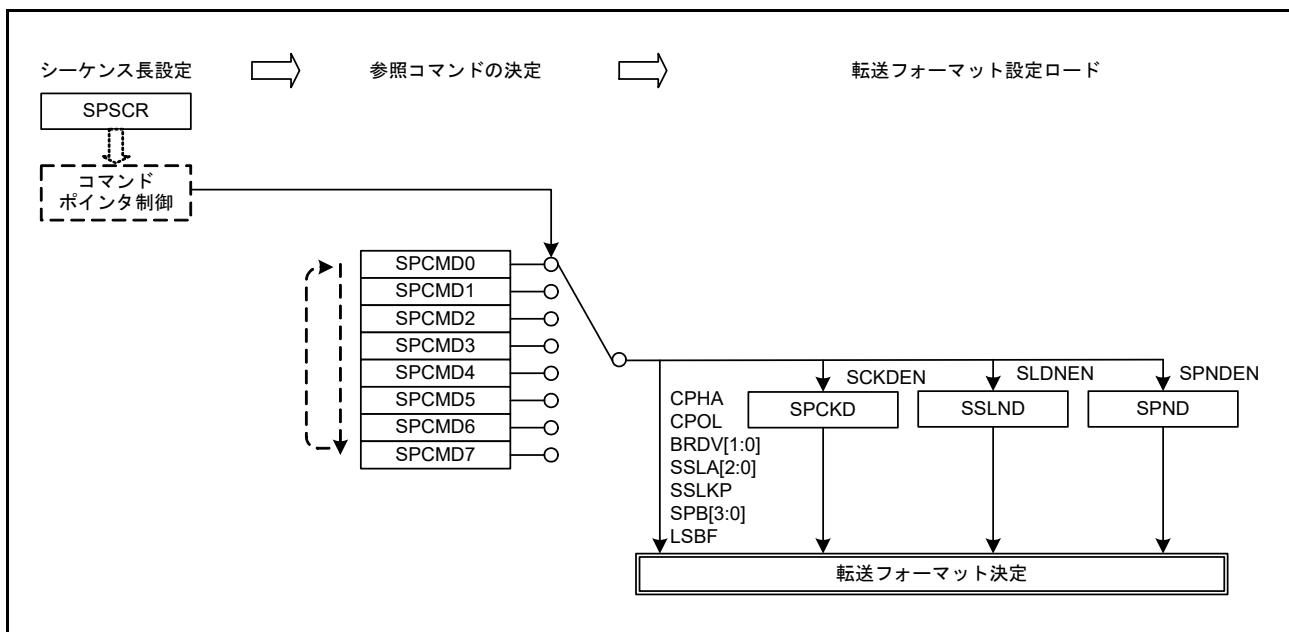 シーケンス長設定
参照コマンドの決定
転送フォーマット設定ロード
SPSCR
コマンド
ポインタ制御
SPCMD0
SPCMD1
SPCMD2
SPCMD3
SPCMD4
SPCMD5
SPCMD6
SPCMD7
CPHA
CPOL
BRDV[1:0]
SSLA[2:0]
SSLKP
SPB[3:0]
LSBF
SCKDEN
SPCKD
SLDNEN
SSLND
SPNDEN
SPND
転送フォーマット決定